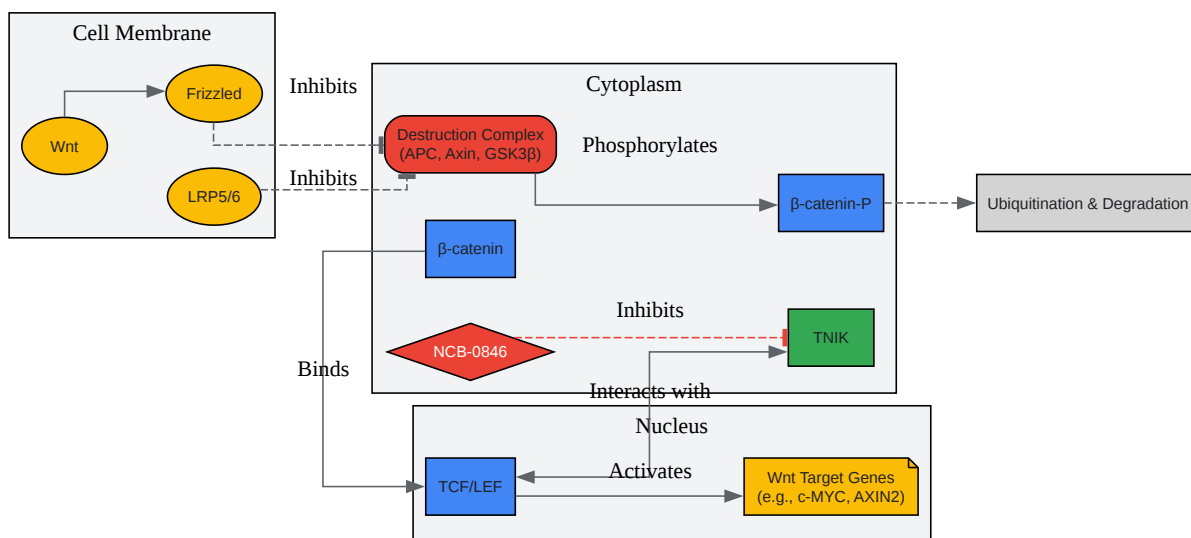 Cell Membrane
Wnt
Frizzled
LRP5/6
Inhibits
Inhibits
Cytoplasm
Destruction Complex
(APC, Axin, GSK3β)
Phosphorylates
β-catenin-P
Ubiquitination & Degradation
β-catenin
Inhibits
NCB-0846
TNIK
Binds
Interacts with
Nucleus
TCF/LEF
Activates
Wnt Target Genes
(e.g., c-MYC, AXIN2)